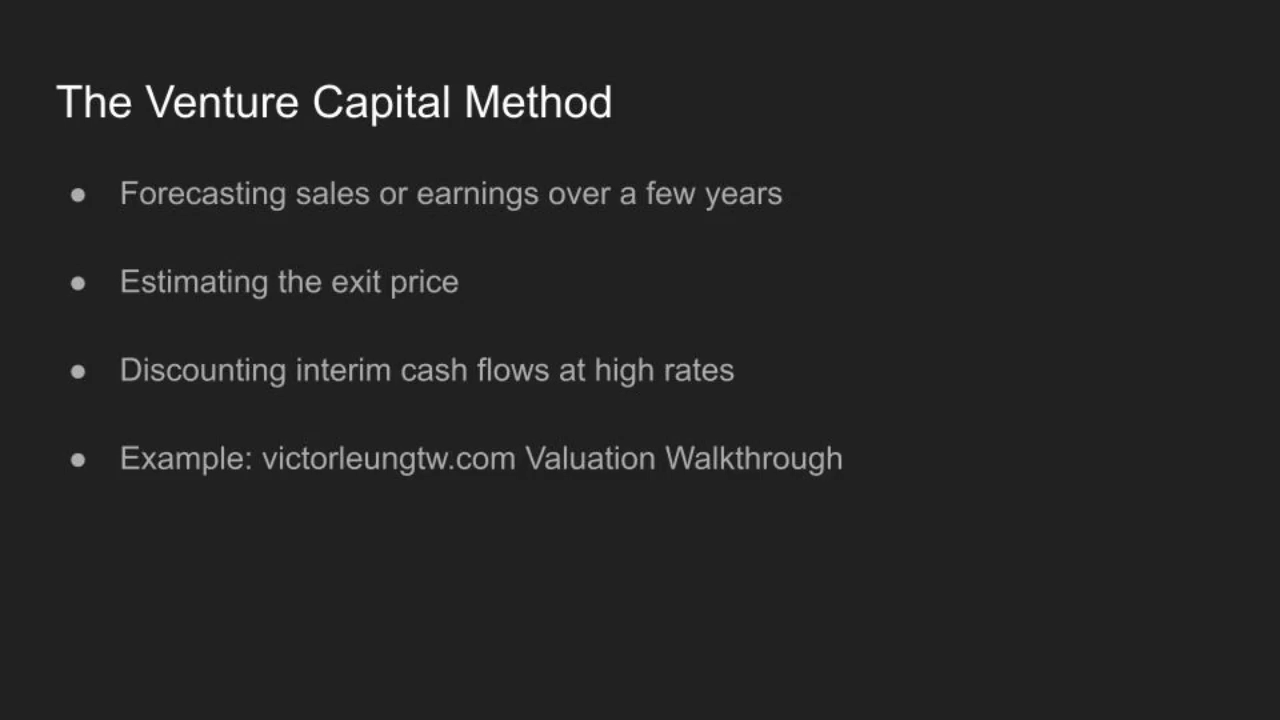 The Venture Capital Method
● Forecasting sales or earnings over a few years
● Estimating the exit price
● Discounting interim cash flows at high rates
● Example: victorleungtw.com Valuation Walkthrough